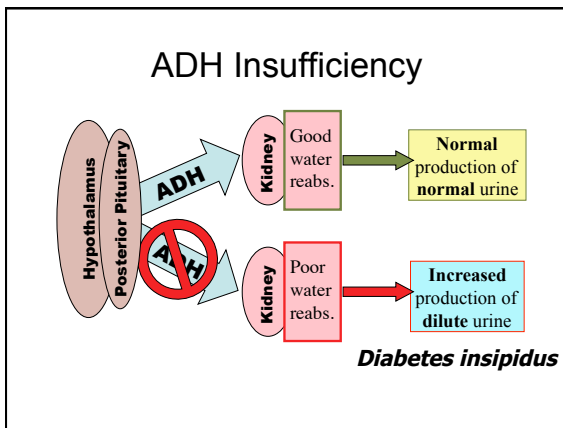 ADH Insufficiency
Hypothalamus
Posterior Pituitary
ADH
Kidney
Good
water
reabs.
Normal
production of
normal urine
ADH
Kidney
Poor
water
reabs.
Increased
production of
dilute urine
Diabetes insipidus